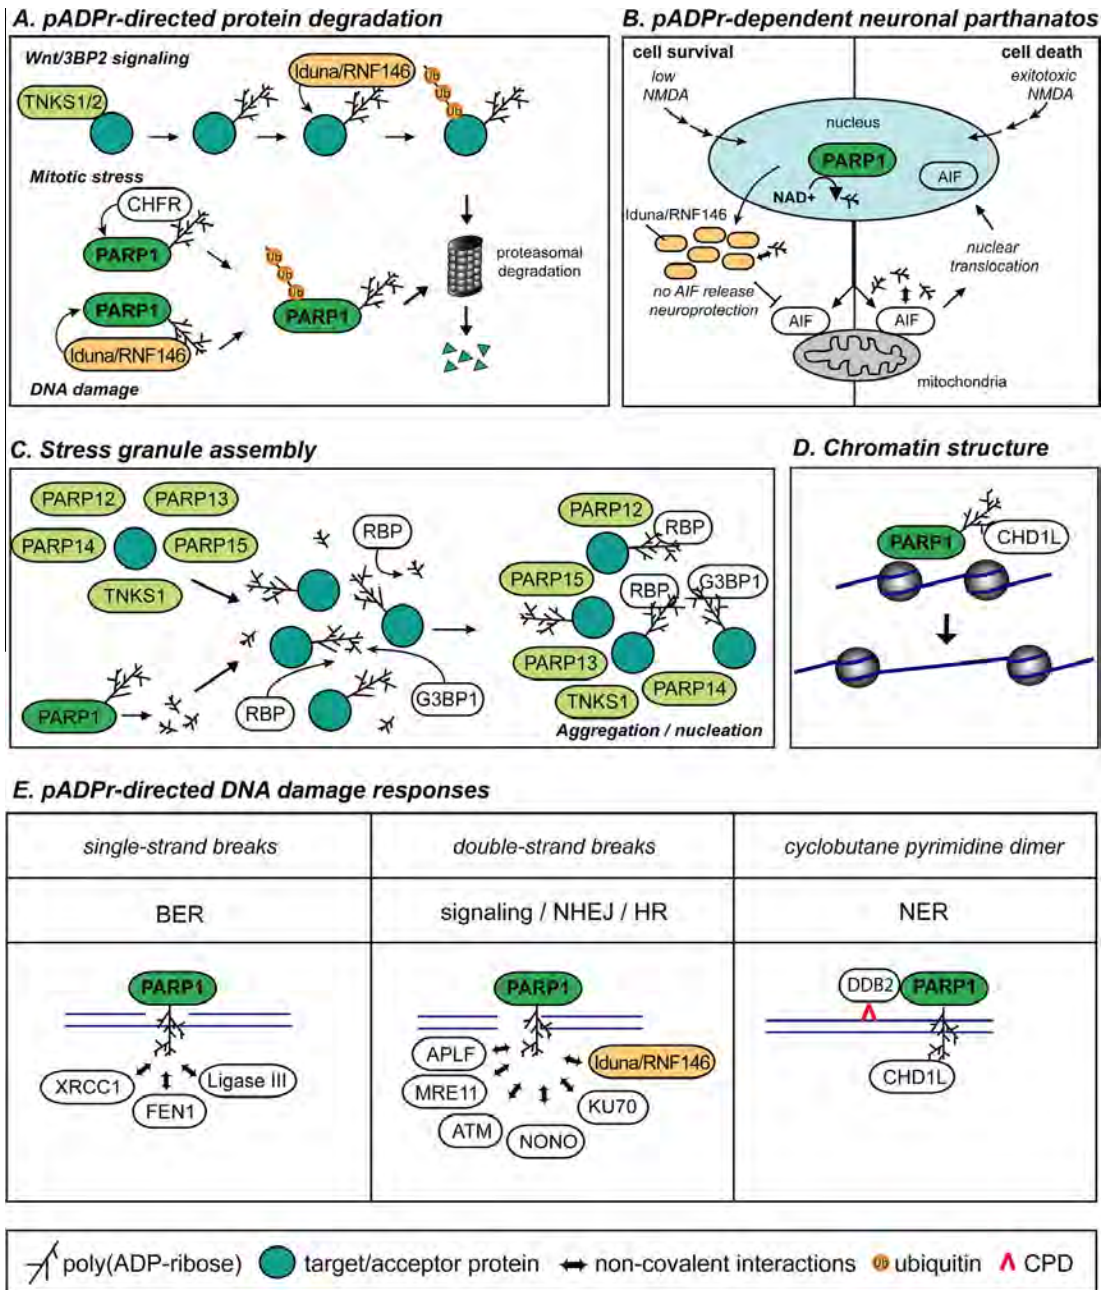 A. pADPr-directed protein degradation
Wnt/3BP2 signaling
TNKS1/2
Iduna/RNF146
Ub
Ub
Ub
Mitotic stress
CHFR
PARP1
PARP1
Iduna/RNF146
DNA damage
Ub
Ub
Ub
PARP1
proteasomal
degradation
B. pADPr-dependent neuronal parthanatos
cell survival
cell death
low
NMDA
exitotoxic
NMDA
nucleus
PARP1
NAD+
AIF
Iduna/RNF146
no AIF release
neuroprotection
nuclear
translocation
AIF
AIF
mitochondria
C. Stress granule assembly
PARP12
PARP13
PARP14
PARP15
TNKS1
PARP1
RBP
RBP
G3BP1
PARP12
RBP
PARP15
RBP
G3BP1
PARP13
TNKS1
PARP14
Aggregation / nucleation
D. Chromatin structure
PARP1
CHD1L
E. pADPr-directed DNA damage responses
single-strand breaks
double-strand breaks
cyclobutane pyrimidine dimer
BER
signaling / NHEJ / HR
NER
PARP1
XRCC1
FEN1
Ligase III
PARP1
APLF
MRE11
ATM
NONO
KU70
Iduna/RNF146
DDB2
PARP1
CHD1L
poly(ADP-ribose)
target/acceptor protein
non-covalent interactions
Ub
ubiquitin
CPD